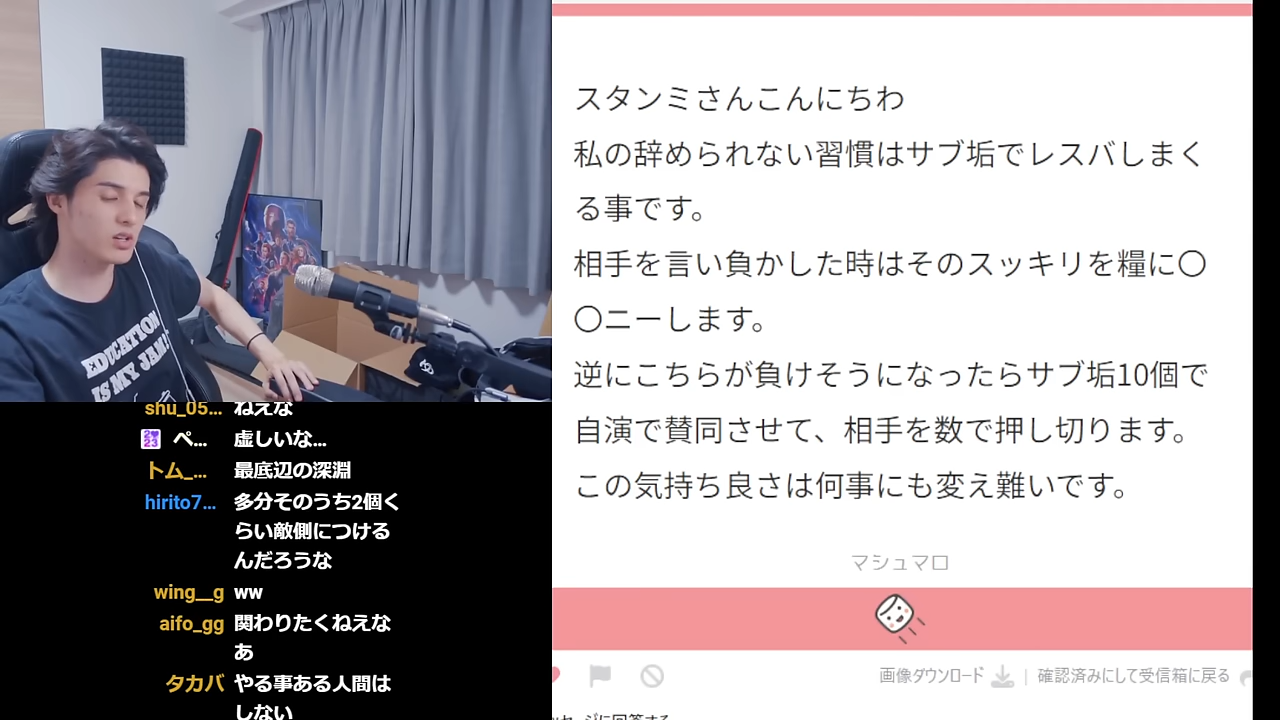 スタンミさんこんにちわ
私の辞められない習慣はサブ垢でレスバしまく
る事です。
相手を言い負かした時はそのスッキリを糧に〇
〇ニーします。
逆にこちらが負けそうになったらサブ垢10個で
自演で賛同させて、相手を数で押し切ります。
この気持ち良さは何事にも変え難いです。
マシュマロ
画像ダウンロード | 確認済みにして受信箱に戻る
EDUCATION
IS MY JAM!
shu_05... ねえな
ペ... 虚しいな...
トム_... 最底辺の深淵
hirito7... 多分そのうち2個く
らい敵側につける
んだろうな
wing__g ww
aifo_gg 関わりたくねえな
あ
タカバ やる事ある人間は
しない